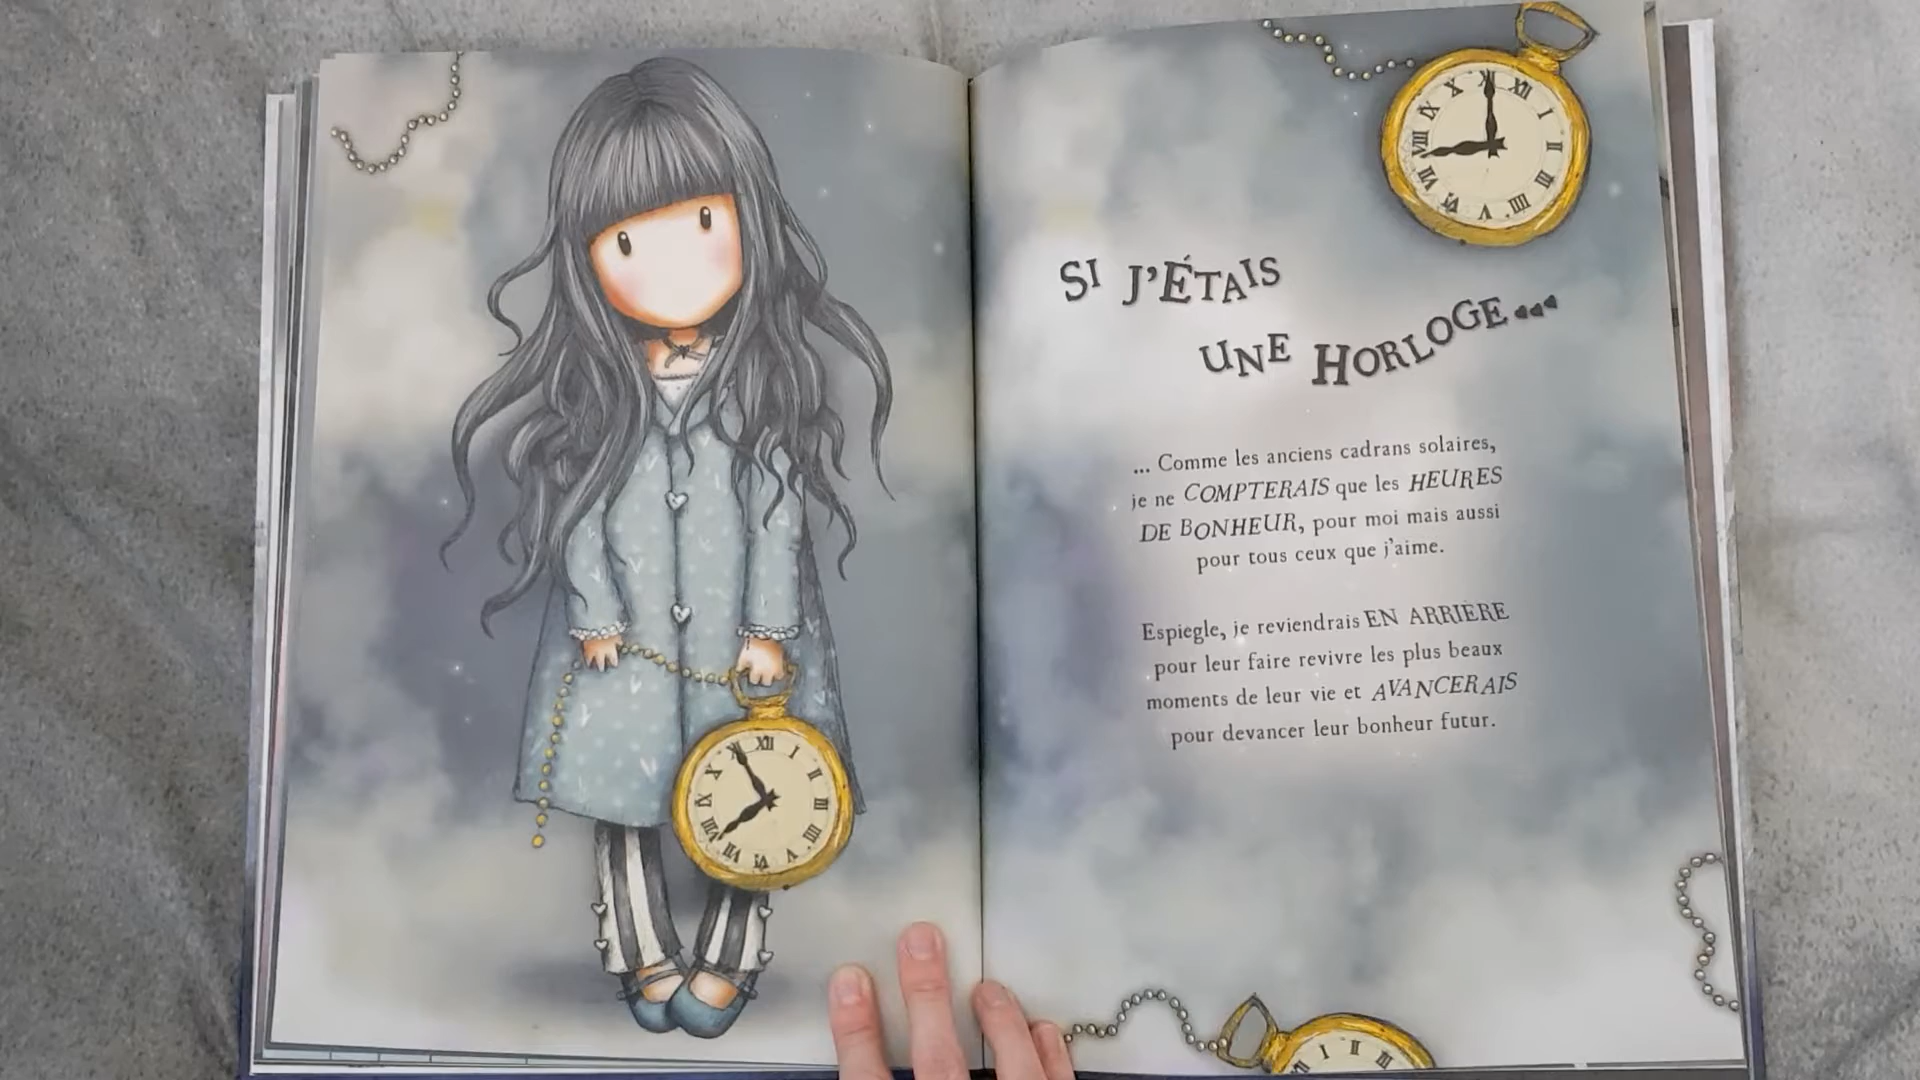 SI J'ÉTAIS
UNE HORLOGE...
... Comme les anciens cadrans solaires,
je ne COMPTERAIS que les HEURES
DE BONHEUR, pour moi mais aussi
pour tous ceux que j'aime.
Espiegle, je reviendrais EN ARRIÈRE
pour leur faire revivre les plus beaux
moments de leur vie et AVANCERAIS
pour devancer leur bonheur futur.